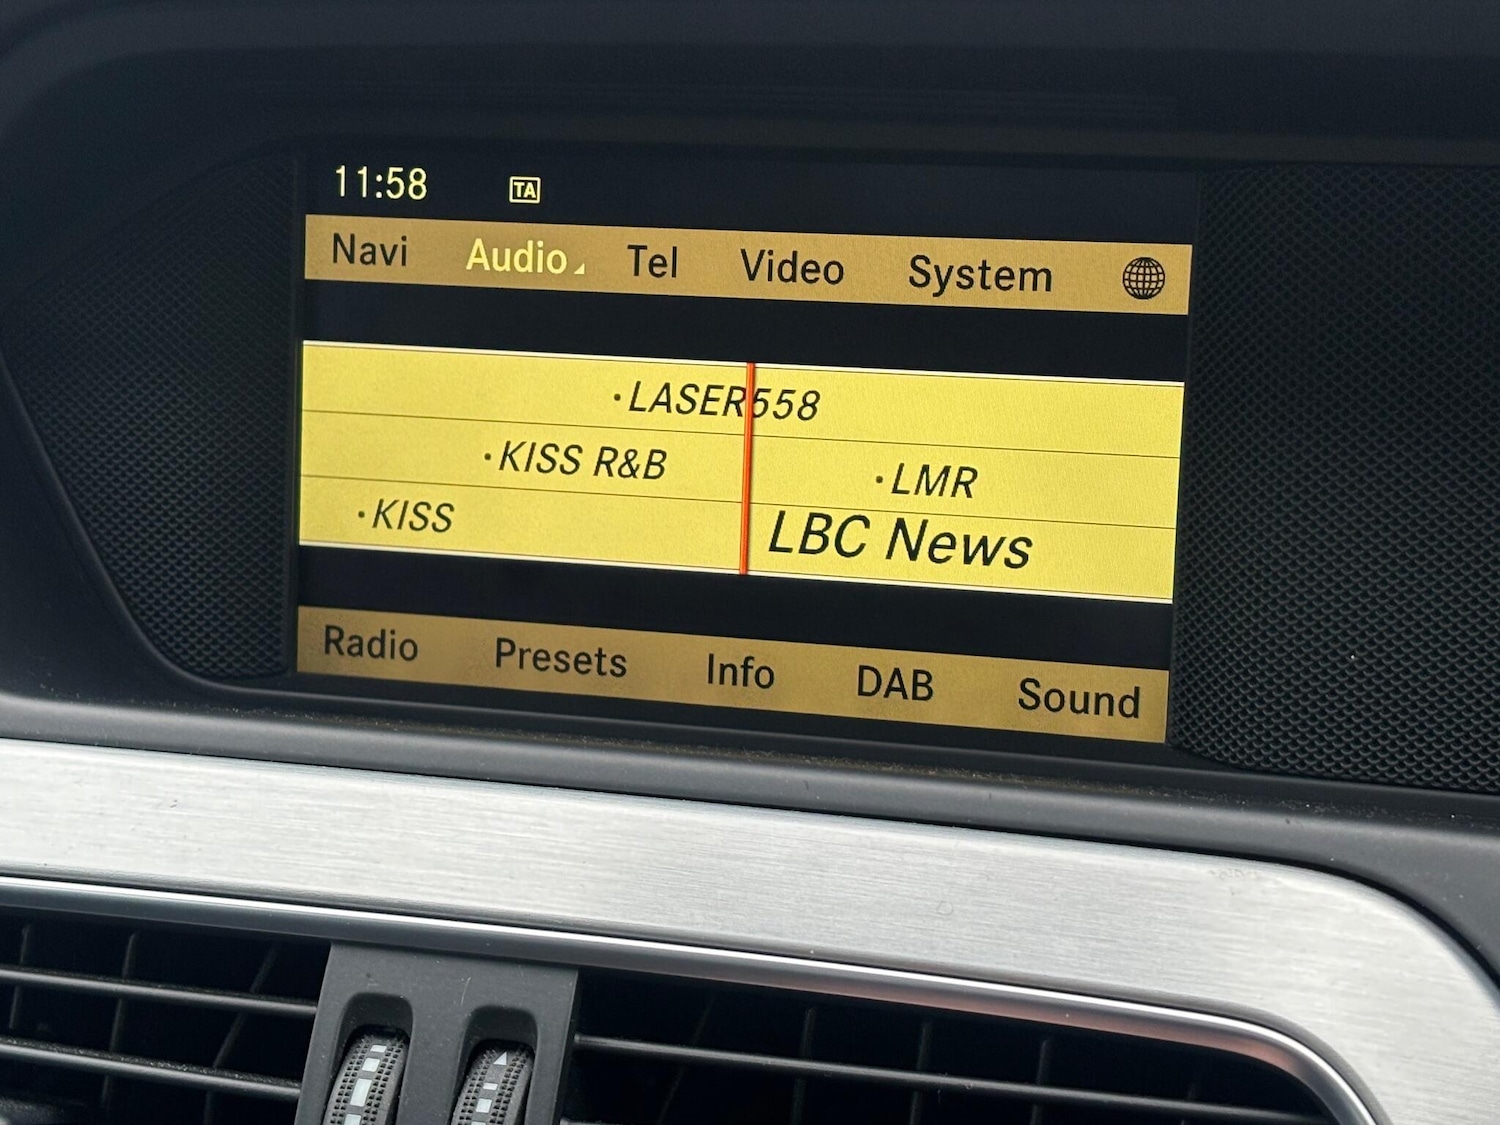 11:58 TA
Navi Audio Tel Video System
·LASER558
·KISS R&B ·LMR
·KISS LBC News
Radio Presets Info DAB Sound